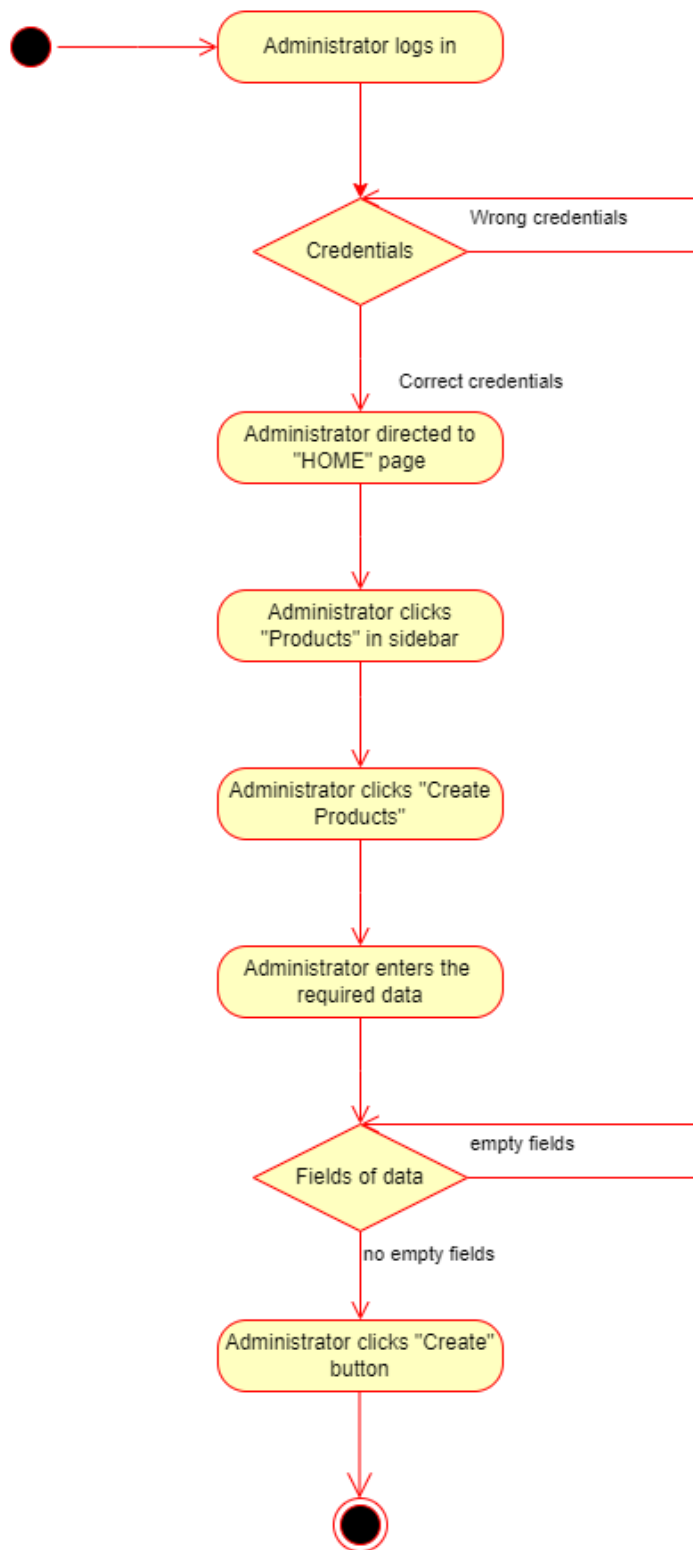 Administrator logs in
Wrong credentials
Credentials
Correct credentials
Administrator directed to
"HOME" page
Administrator clicks
"Products" in sidebar
Administrator clicks "Create
Products"
Administrator enters the
required data
empty fields
Fields of data
no empty fields
Administrator clicks "Create"
button